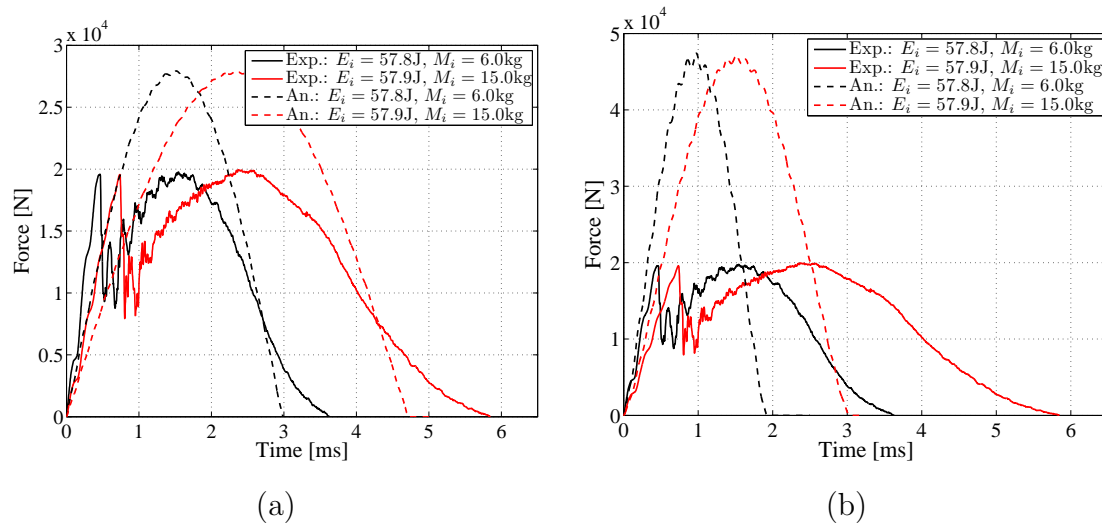 x 10⁴
3
2.5
2
1.5
1
0.5
0
0 1 2 3 4 5 6
Force [N]
Time [ms]
Exp.: E_i = 57.8J, M_i = 6.0kg
Exp.: E_i = 57.9J, M_i = 15.0kg
An.: E_i = 57.8J, M_i = 6.0kg
An.: E_i = 57.9J, M_i = 15.0kg
(a)
x 10⁴
5
4
3
2
1
0
0 1 2 3 4 5 6
Force [N]
Time [ms]
Exp.: E_i = 57.8J, M_i = 6.0kg
Exp.: E_i = 57.9J, M_i = 15.0kg
An.: E_i = 57.8J, M_i = 6.0kg
An.: E_i = 57.9J, M_i = 15.0kg
(b)